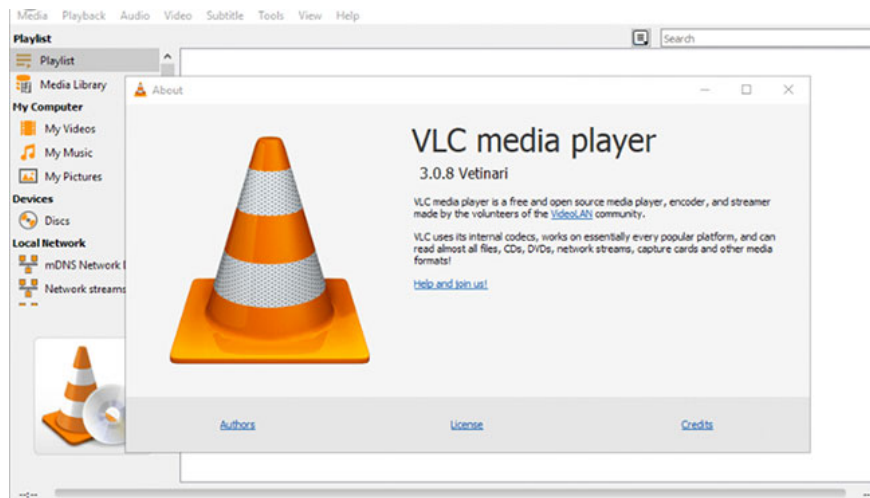 Media Playback Audio Video Subtitle Tools View Help
Playlist
Search
Playlist
Media Library
My Computer
My Videos
My Music
My Pictures
Devices
Discs
Local Network
mDNS Network
Network streams
About
VLC media player
3.0.8 Vetinari
VLC media player is a free and open source media player, encoder, and streamer
made by the volunteers of the VideoLAN community.
VLC uses its internal codecs, works on essentially every popular platform, and can
read almost all files, CDs, DVDs, network streams, capture cards and other media
formats!
Help and join us!
Authors License Credits
--:--